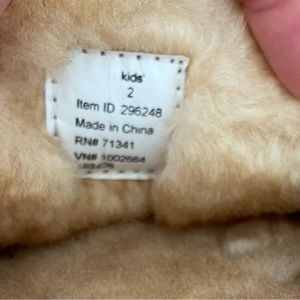 kids'
2
Item ID 296248
Made in China
RN# 71341
VN# 1002664